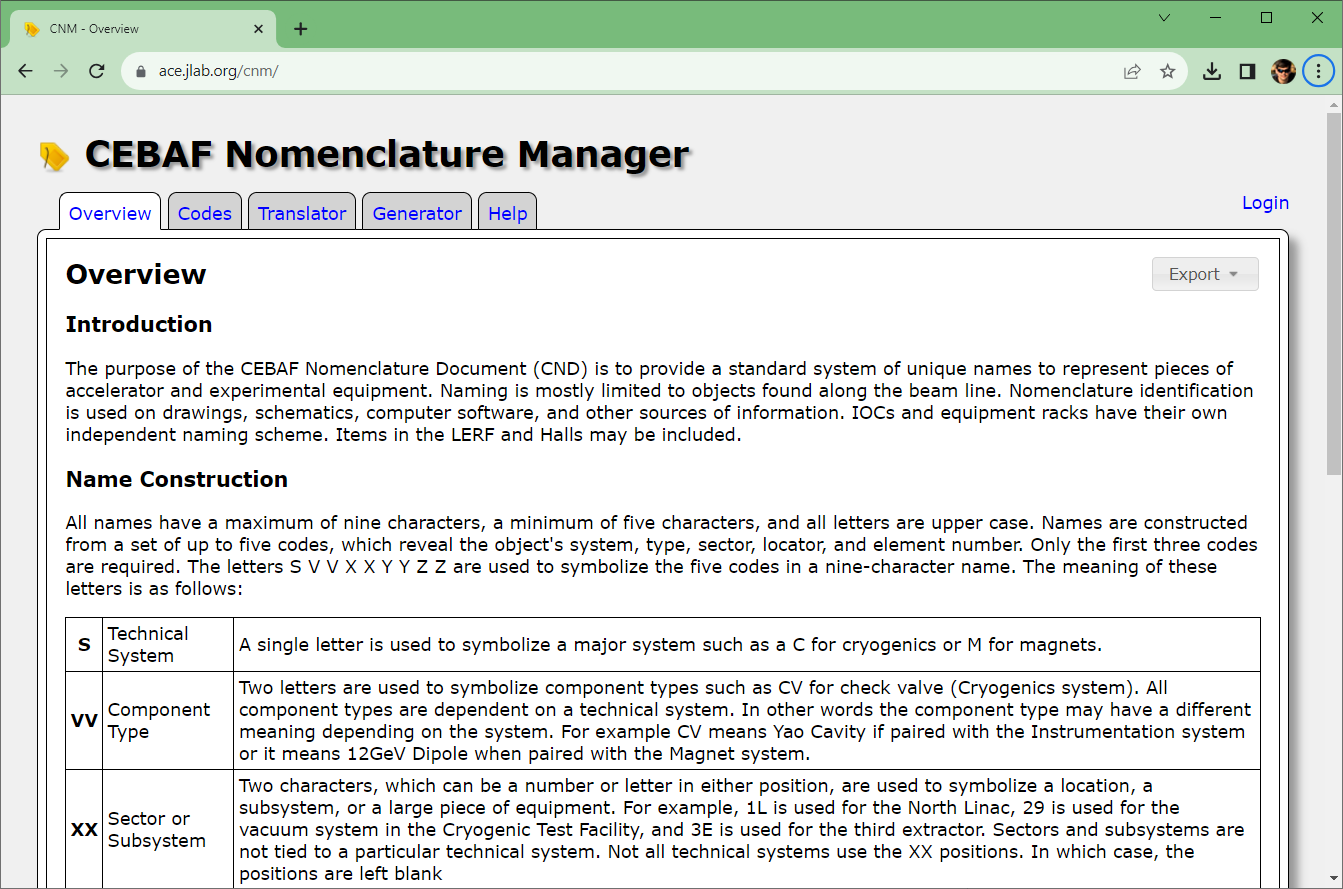 CNM - Overview
ace.jlab.org/cnm/
CEBAF Nomenclature Manager
Overview
Codes
Translator
Generator
Help
Login
Overview
Export
Introduction
The purpose of the CEBAF Nomenclature Document (CND) is to provide a standard system of unique names to represent pieces of
accelerator and experimental equipment. Naming is mostly limited to objects found along the beam line. Nomenclature identification
is used on drawings, schematics, computer software, and other sources of information. IOCs and equipment racks have their own
independent naming scheme. Items in the LERF and Halls may be included.
Name Construction
All names have a maximum of nine characters, a minimum of five characters, and all letters are upper case. Names are constructed
from a set of up to five codes, which reveal the object's system, type, sector, locator, and element number. Only the first three codes
are required. The letters S V V X X Y Y Z Z are used to symbolize the five codes in a nine-character name. The meaning of these
letters is as follows:
S
Technical
System
A single letter is used to symbolize a major system such as a C for cryogenics or M for magnets.
VV
Component
Type
Two letters are used to symbolize component types such as CV for check valve (Cryogenics system). All
component types are dependent on a technical system. In other words the component type may have a different
meaning depending on the system. For example CV means Yao Cavity if paired with the Instrumentation system
or it means 12GeV Dipole when paired with the Magnet system.
XX
Sector or
Subsystem
Two characters, which can be a number or letter in either position, are used to symbolize a location, a
subsystem, or a large piece of equipment. For example, 1L is used for the North Linac, 29 is used for the
vacuum system in the Cryogenic Test Facility, and 3E is used for the third extractor. Sectors and subsystems are
not tied to a particular technical system. Not all technical systems use the XX positions. In which case, the
positions are left blank